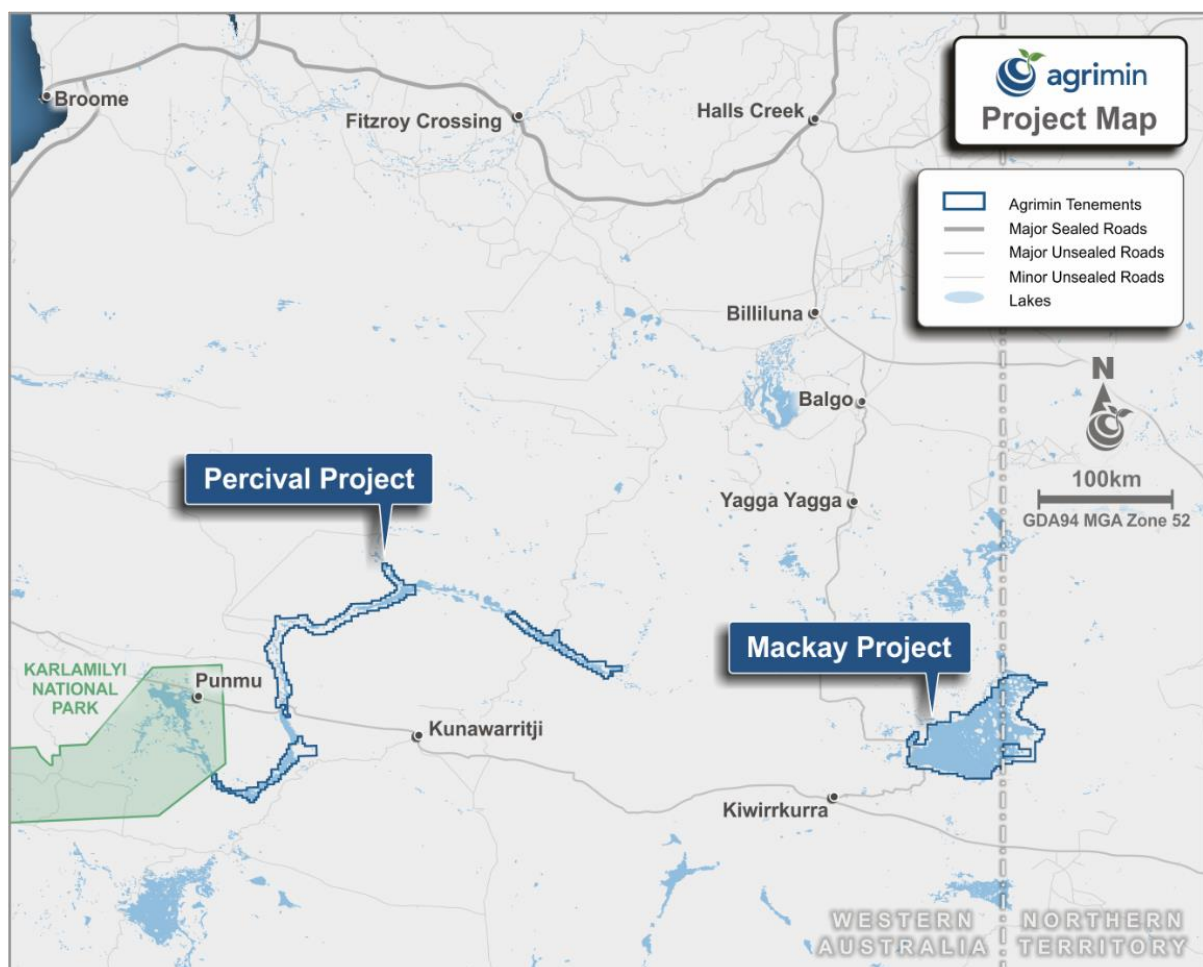 agrimin
Project Map
Agrimin Tenements
Major Sealed Roads
Major Unsealed Roads
Minor Unsealed Roads
Lakes
N
100km
GDA94 MGA Zone 52
Broome
Fitzroy Crossing
Halls Creek
Billiluna
Balgo
Yagga Yagga
Percival Project
Mackay Project
KARLAMILYI
NATIONAL
PARK
Punmu
Kunawarritji
Kiwirrkurra
WESTERN
AUSTRALIA
NORTHERN
TERRITORY